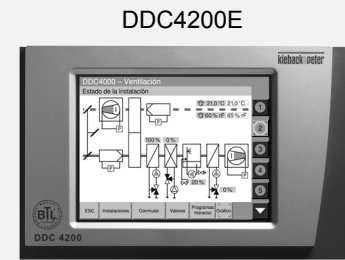 DDC4200E
kieback peter
DDC4000 – Ventilación
Estado de la instalación
21,0°C 21,0°C
60% rF 65% rF
1
2
3
4
5
100% 0%
P
P
P
P
20%
0%
ESC Instalaciones Conmutar Valores Programas Horarios Gráfico
BTL
DDC 4200